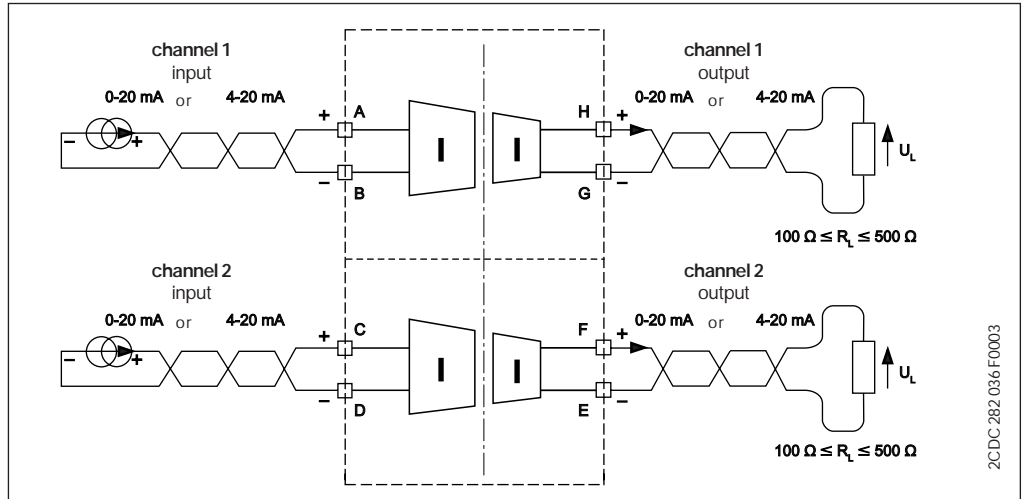 channel 1
input
0-20 mA or 4-20 mA
channel 1
output
0-20 mA or 4-20 mA
- +
+ A
H +
- B
G -
U_L
100 Ω ≤ R_L ≤ 500 Ω
I I
channel 2
input
0-20 mA or 4-20 mA
channel 2
output
0-20 mA or 4-20 mA
- +
+ C
F +
- D
E -
U_L
100 Ω ≤ R_L ≤ 500 Ω
I I
2CDC 282 036 F0003